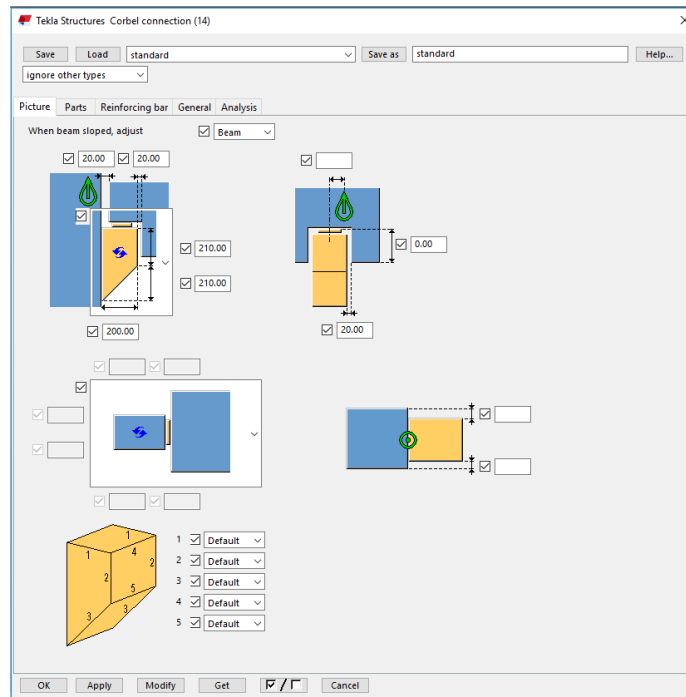 Tekla Structures Corbel connection (14)
Save Load standard Save as standard Help...
ignore other types
Picture Parts Reinforcing bar General Analysis
When beam sloped, adjust Beam
20.00 20.00
210.00 0.00
210.00
200.00 20.00
1 1 4 2 2 5 3 3
1 Default
2 Default
3 Default
4 Default
5 Default
OK Apply Modify Get / Cancel